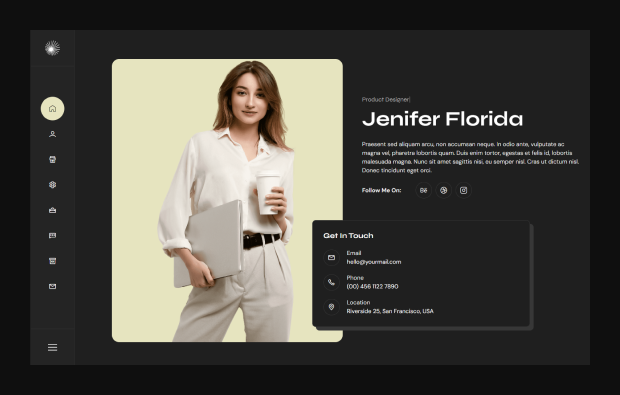 Product Designer|
Jenifer Florida
Praesent sed aliquam arcu, non accumsan neque. In odio ante, vulputate ac
magna vel, pharetre lobortis quam. Duis enim tortor, egestas et felis id, lobortis
malesuada magna. Nunc sit amet sagittis nisi, eu semper nisl. Cras ut dictum nisl.
Donec tincidunt eget orci.
Follow Me On:
Bē
Get In Touch
Email
hello@yourmail.com
Phone
(00) 456 1122 7890
Location
Riverside 25, San Francisco, USA